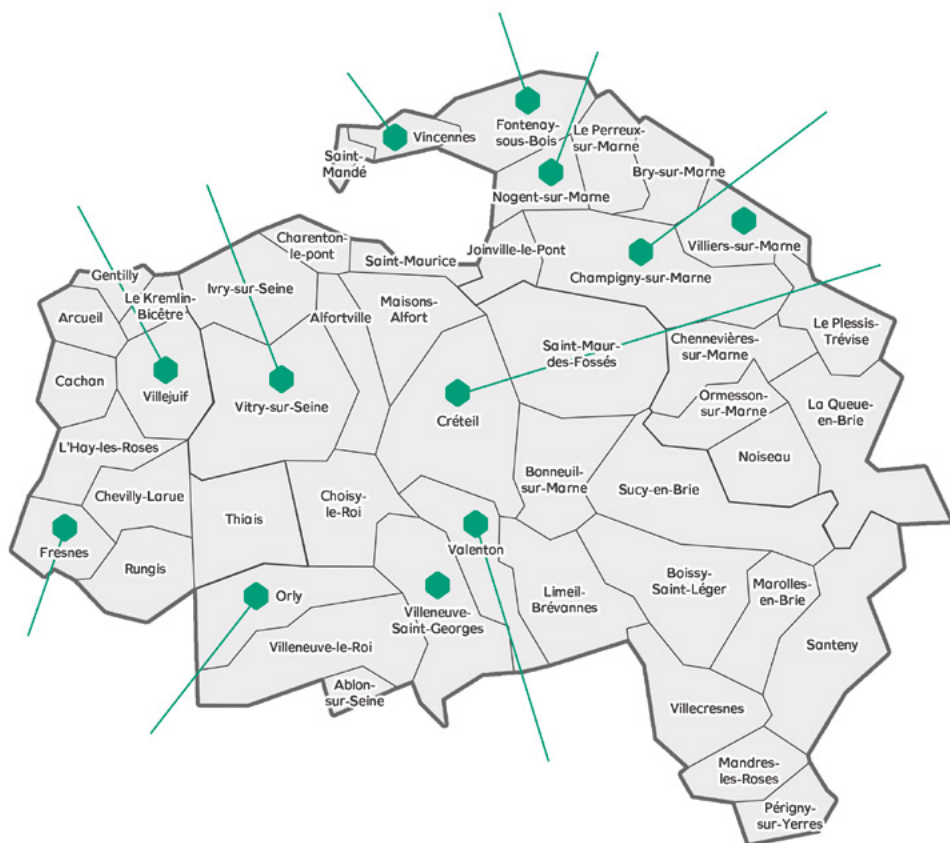 Fontenay-
sous-Bois
Vincennes
Le Perreux-
sur-Marne
Saint-
Mandé
Bry-sur-Marne
Nogent-sur-Marne
Charenton-
le-pont
Joinville-le-Pont
Villiers-sur-Marne
Saint-Maurice
Gentilly
Champigny-sur-Marne
Ivry-sur-Seine
Le Kremlin-
Bicêtre
Maisons-
Alfort
Arcueil
Alfortville
Le Plessis-
Trévise
Chennevières-
sur-Marne
Saint-Maur-
des-Fossés
Cachan
Villejuif
Vitry-sur-Seine
Ormesson-
sur-Marne
La Queue-
en-Brie
Créteil
L'Hay-les-Roses
Noiseau
Bonneuil-
sur-Marne
Sucy-en-Brie
Chevilly-Larue
Choisy-
le-Roi
Thiais
Fresnes
Valenton
Rungis
Boissy-
Saint-Léger
Marolles-
en-Brie
Orly
Limeil-
Brévannes
Villeneuve-
Saint-Georges
Villeneuve-le-Roi
Santeny
Ablon-
sur-Seine
Villecresnes
Mandres-
les-Roses
Périgny-
sur-Yerres